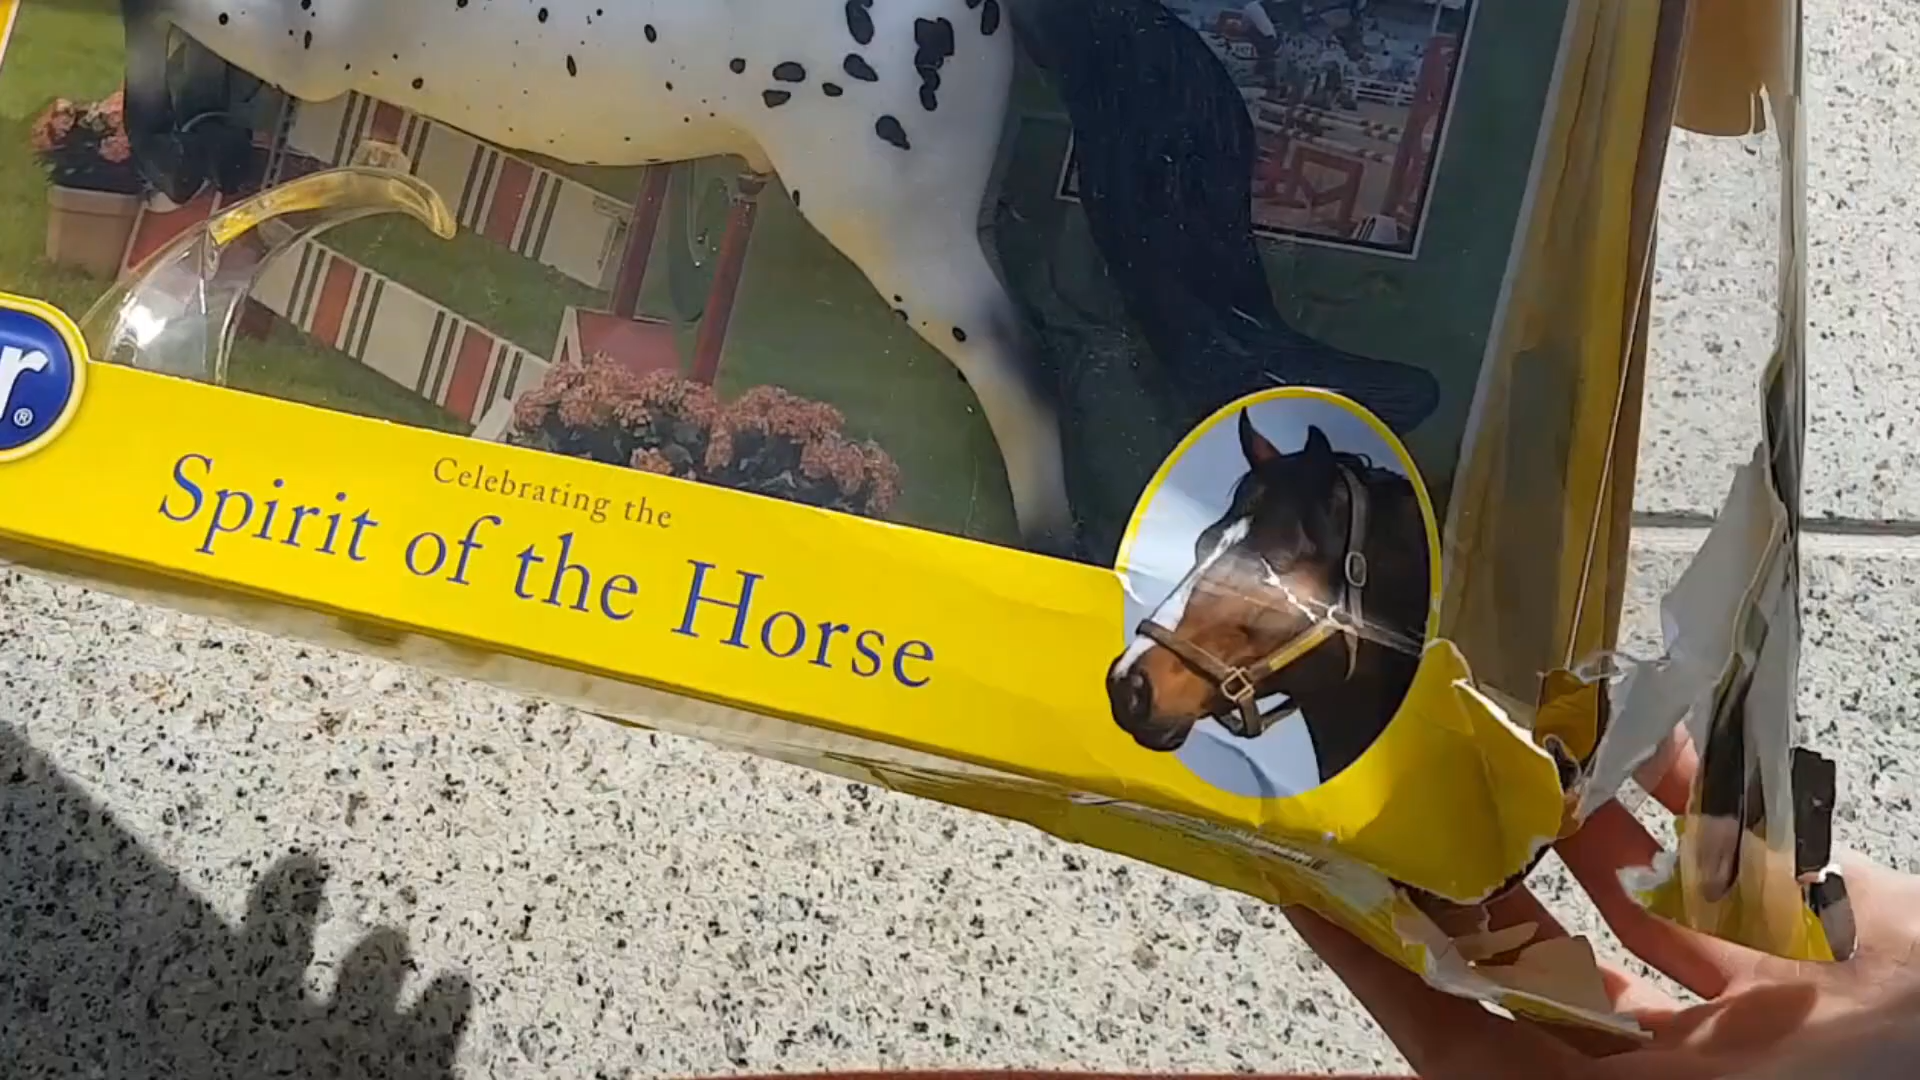 r®
Celebrating the
Spirit of the Horse